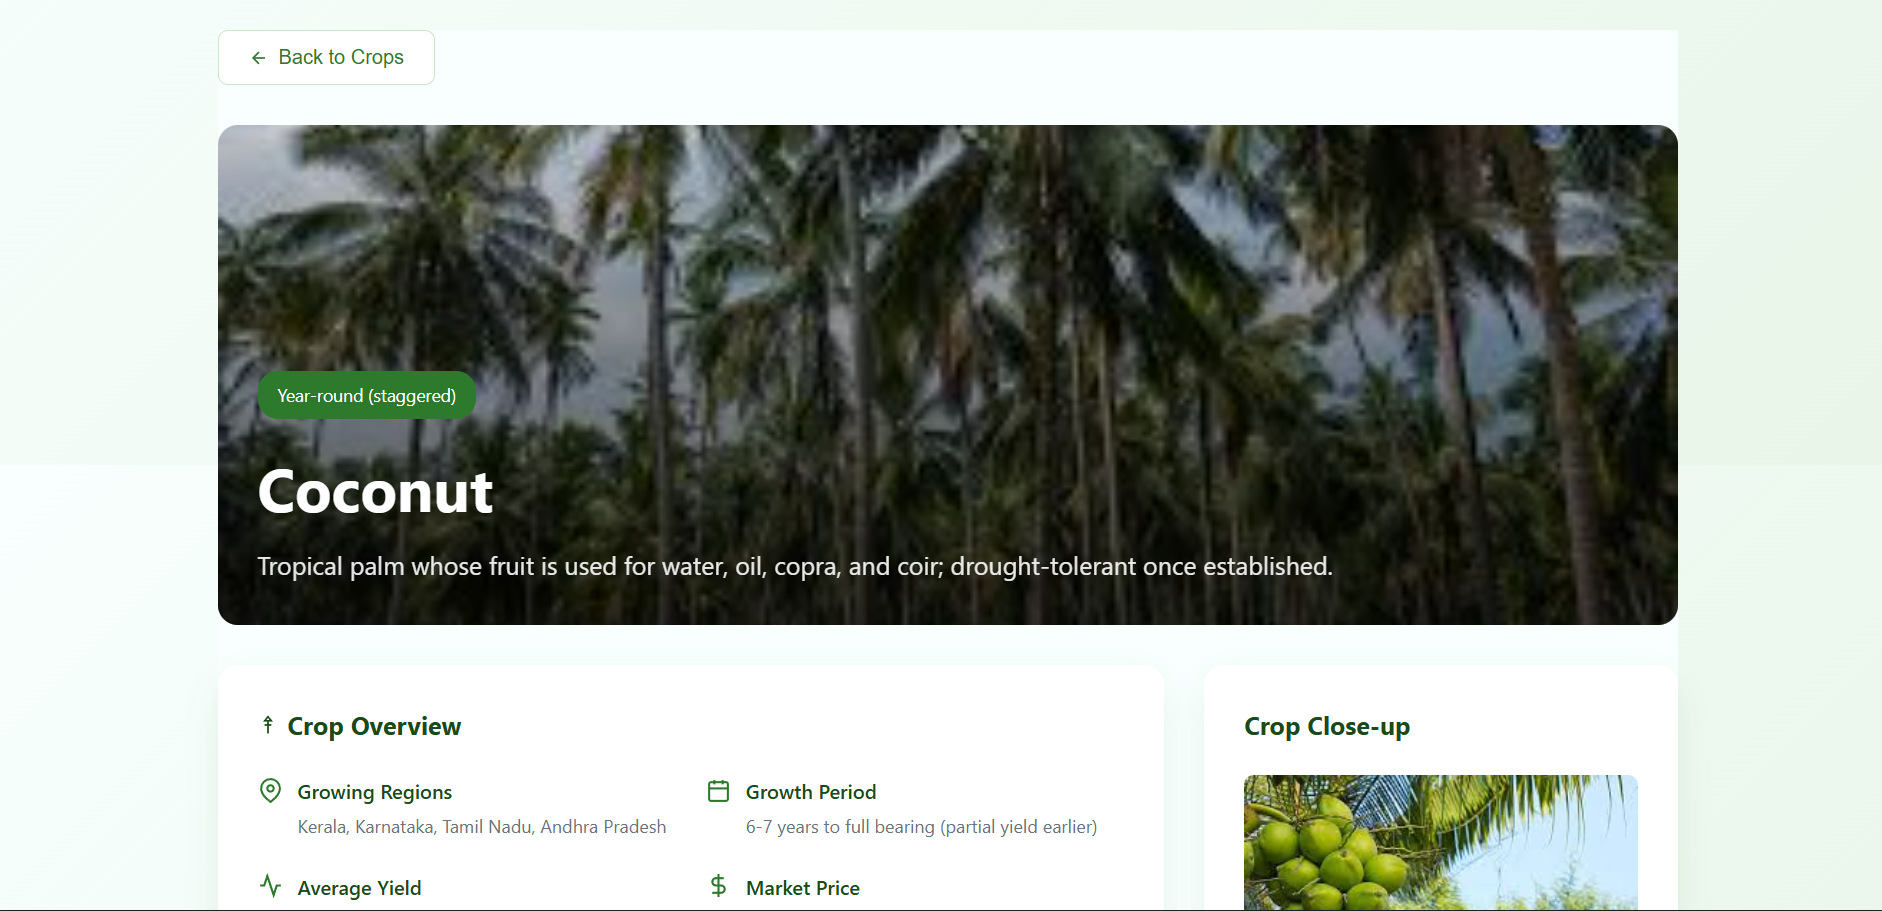 Back to Crops
Year-round (staggered)
Coconut
Tropical palm whose fruit is used for water, oil, copra, and coir; drought-tolerant once established.
Crop Overview
Growing Regions
Kerala, Karnataka, Tamil Nadu, Andhra Pradesh
Growth Period
6-7 years to full bearing (partial yield earlier)
Average Yield
Market Price
Crop Close-up